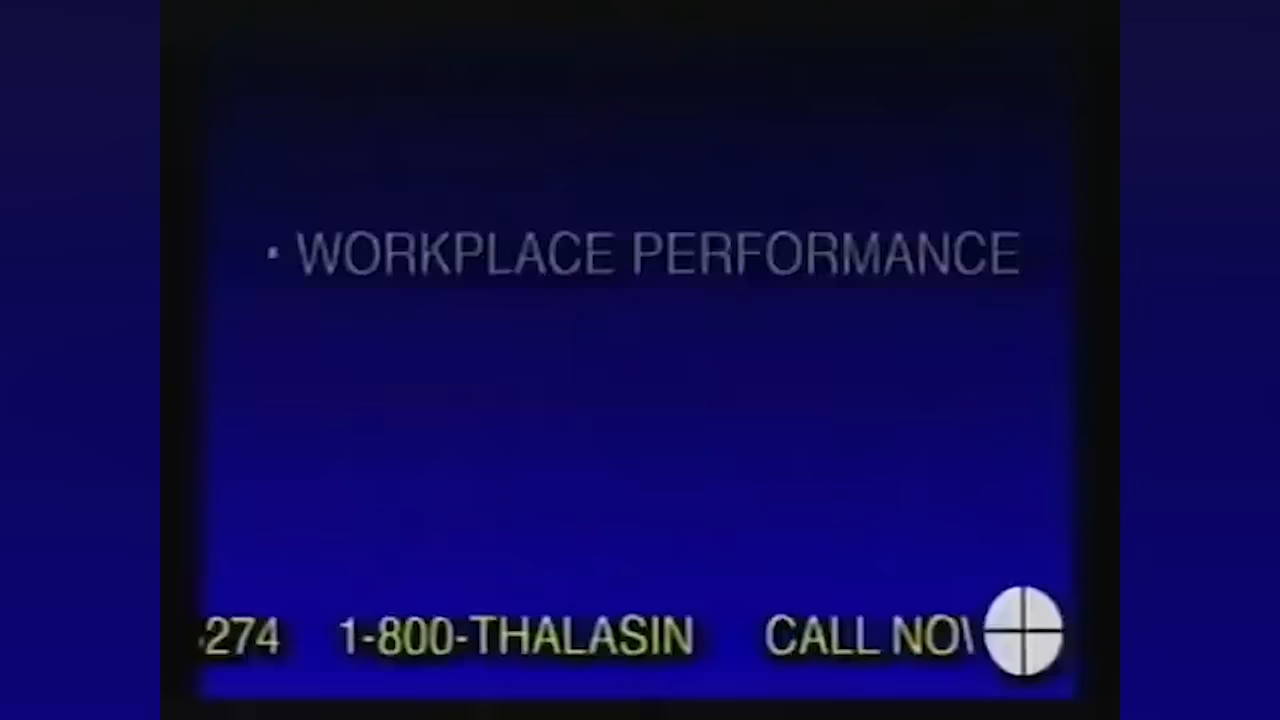 · WORKPLACE PERFORMANCE
274 1-800-THALASIN CALL NO